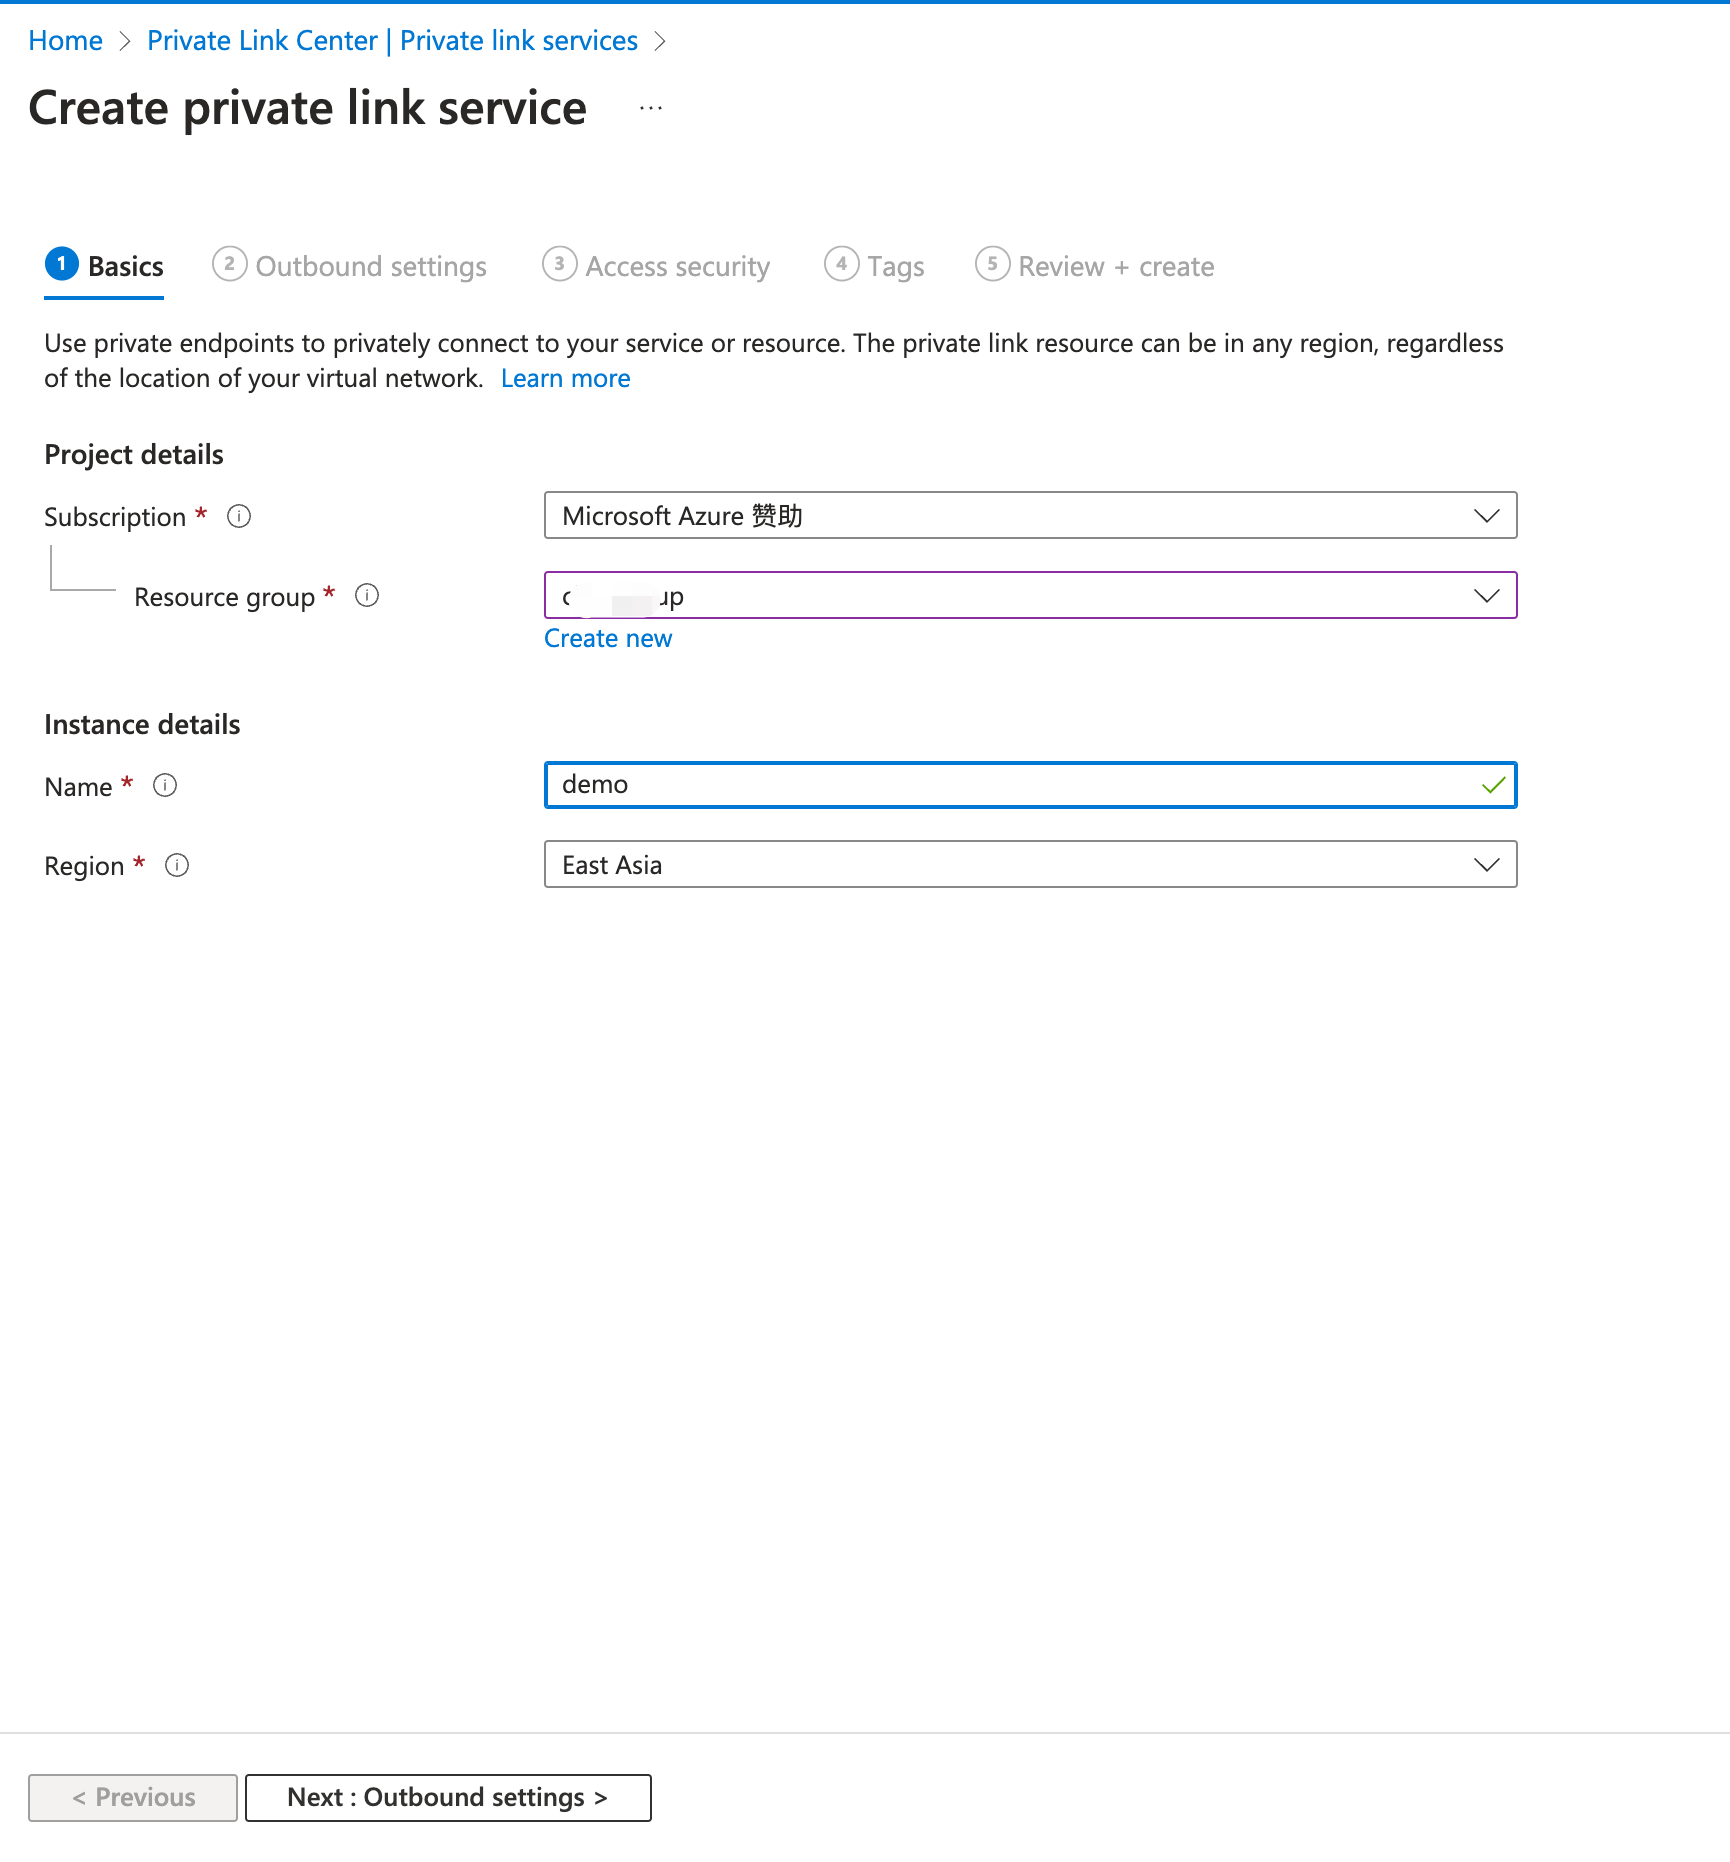 Home > Private Link Center | Private link services >
Create private link service ...
1 Basics 2 Outbound settings 3 Access security 4 Tags 5 Review + create
Use private endpoints to privately connect to your service or resource. The private link resource can be in any region, regardless
of the location of your virtual network. Learn more
Project details
Subscription * Microsoft Azure 赞助
Resource group *
Create new
Instance details
Name * demo
Region * East Asia
< Previous Next : Outbound settings >